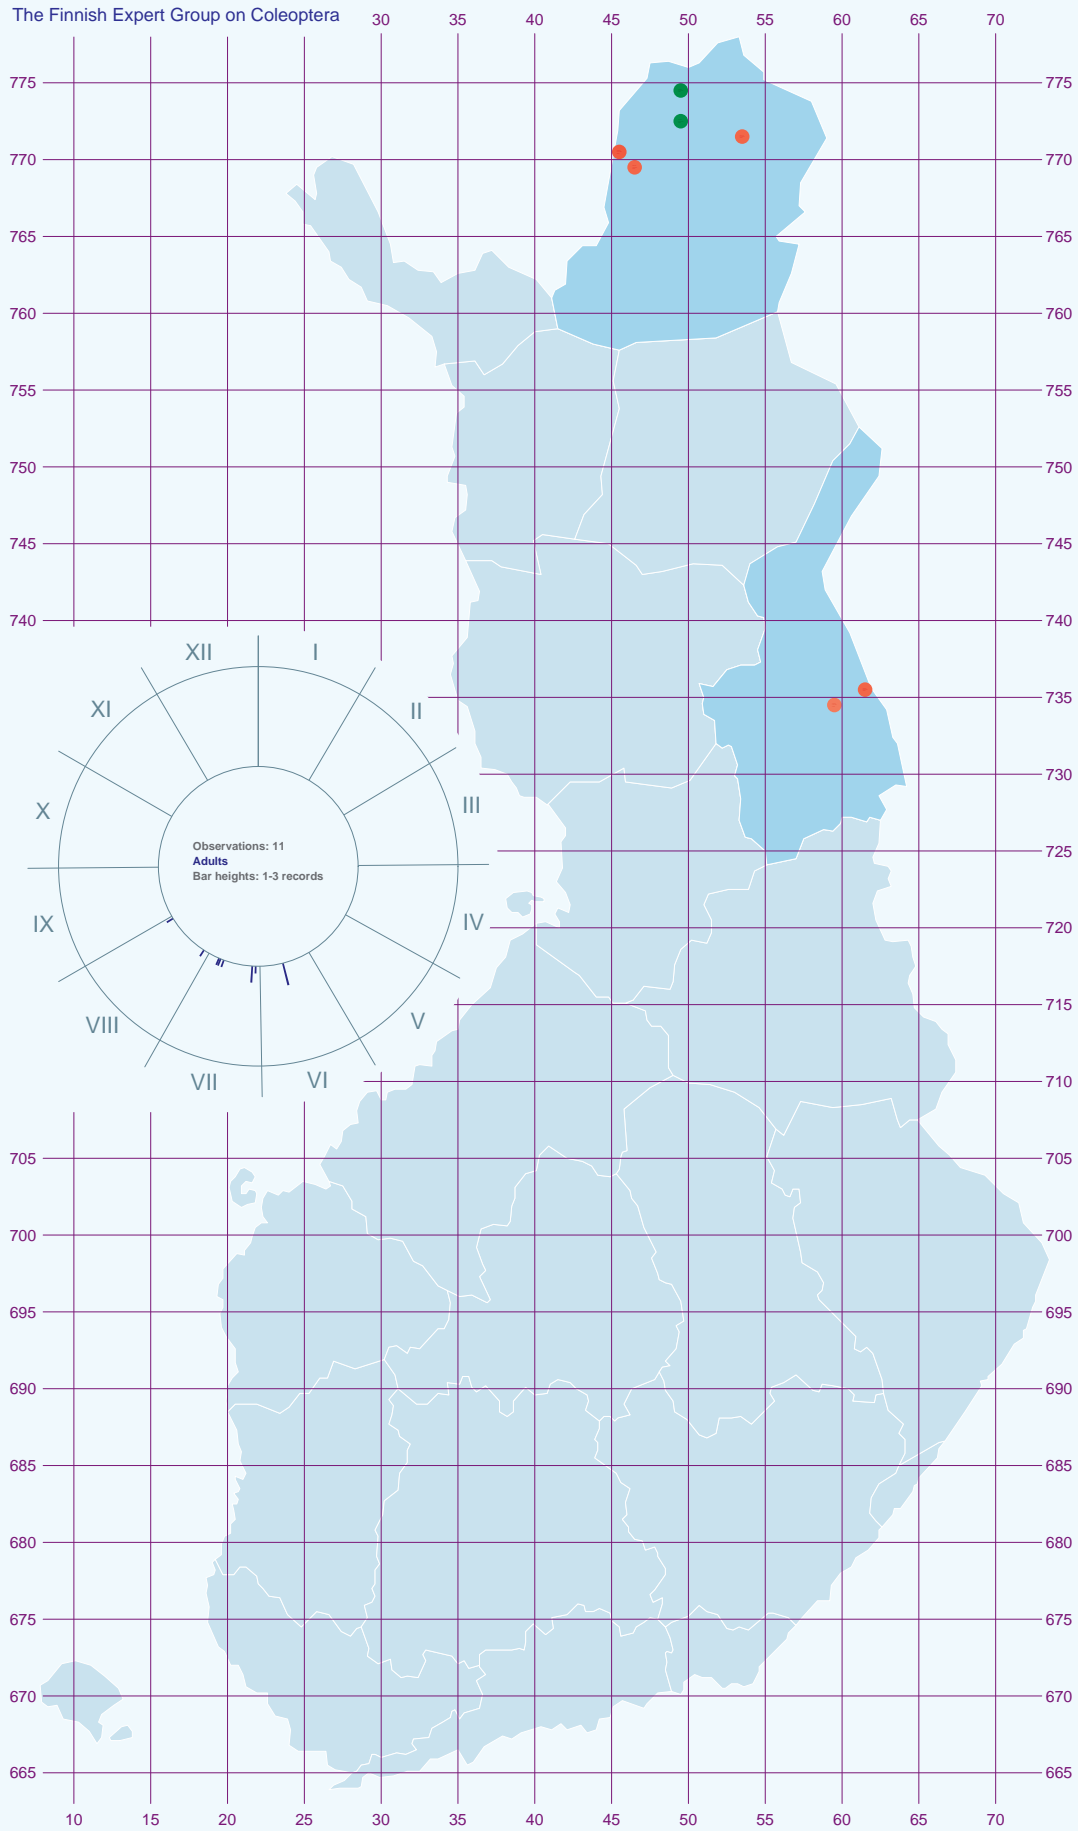 The Finnish Expert Group on Coleoptera
30 45 50 55 60 65 70
775 775
770 770
765 765
760 760
755 755
750 750
745 745
740 740
XII I
XI II
735
X III
730
Observations: 11
Adults
Bar heights: 1-3 records
725
IX IV
720
VIII V
715
VII VI
710
705 705
700 700
695 695
690 690
685 685
680 680
675 675
670 670
665 665
10 15 20 25 30 35 40 45 50 55 60 65 70